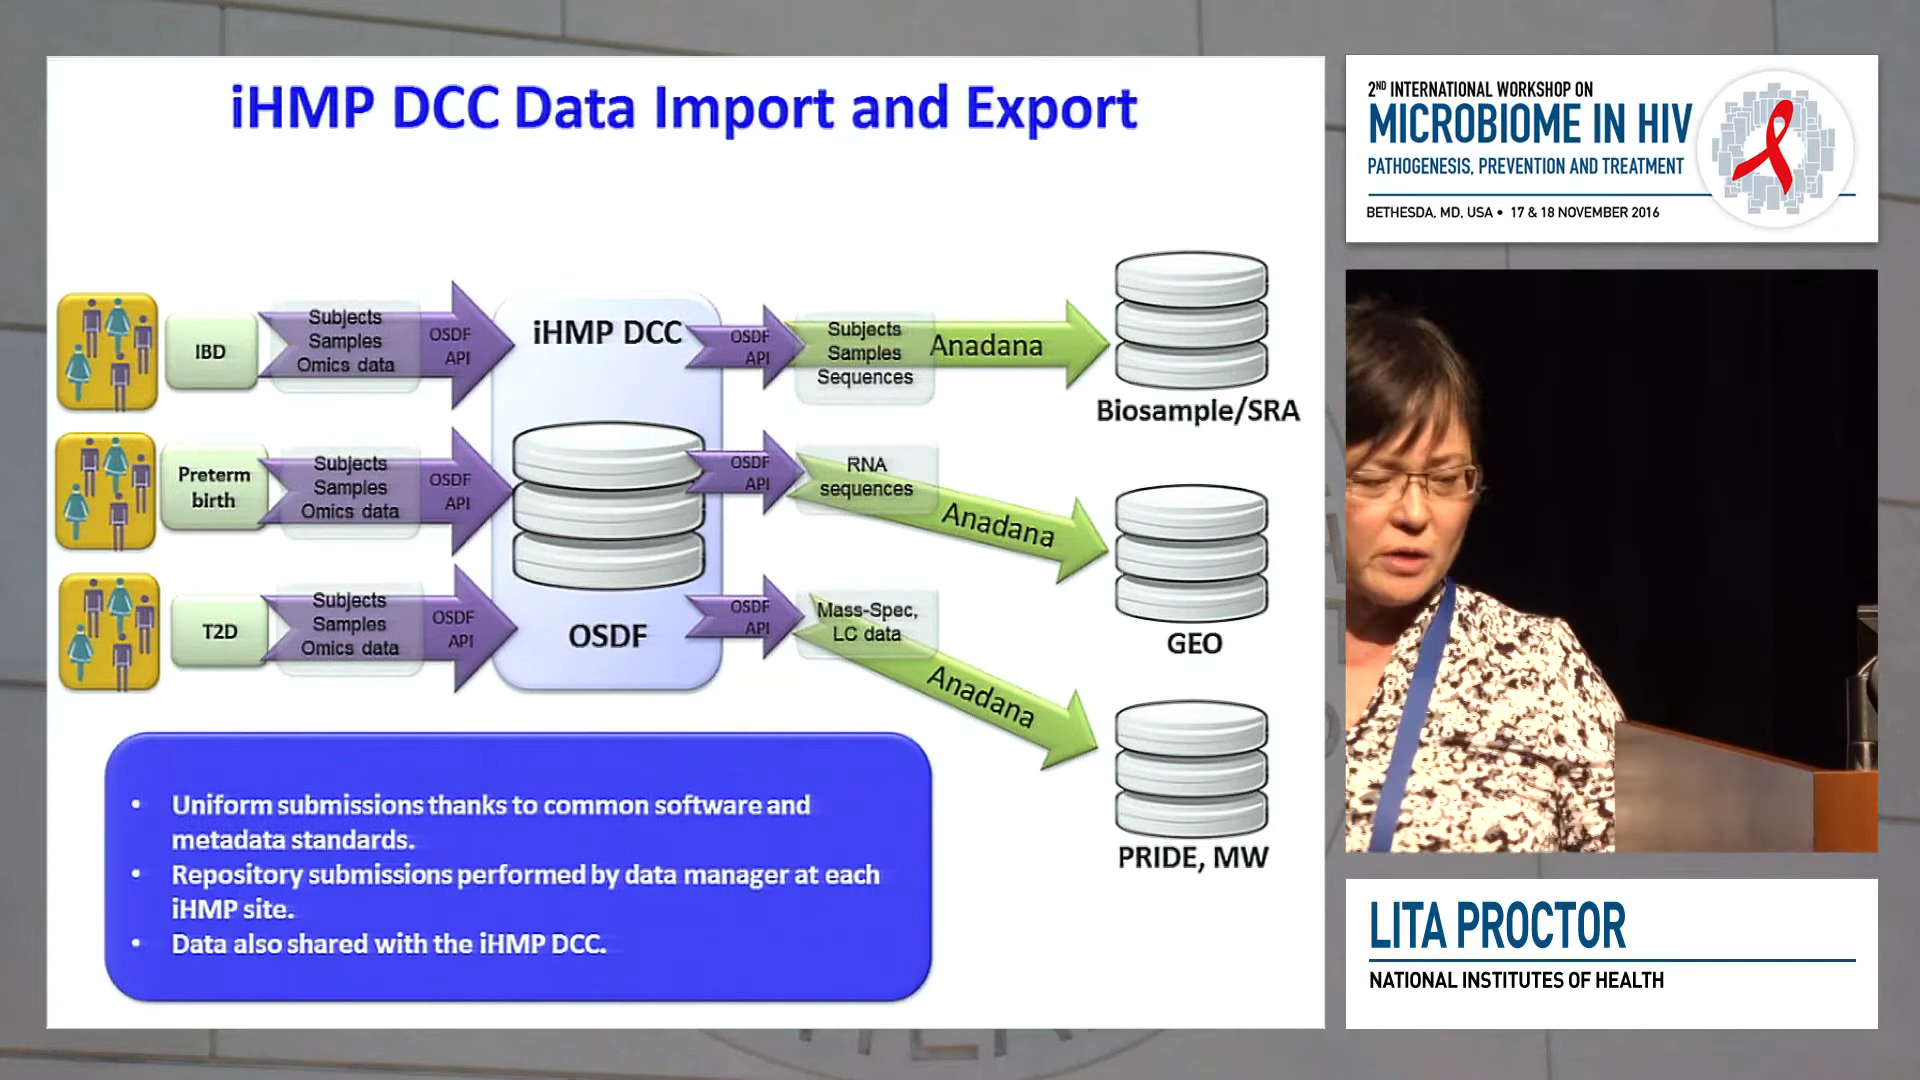 iHMP DCC Data Import and Export
IBD
Subjects
Samples
Omics data
OSDF
API
iHMP DCC
OSDF
API
Subjects
Samples
Sequences
Anadana
Biosample/SRA
Preterm
birth
Subjects
Samples
Omics data
OSDF
API
OSDF
API
RNA
sequences
Anadana
GEO
T2D
Subjects
Samples
Omics data
OSDF
API
OSDF
OSDF
API
Mass-Spec,
LC data
Anadana
PRIDE, MW
• Uniform submissions thanks to common software and
metadata standards.
• Repository submissions performed by data manager at each
iHMP site.
• Data also shared with the iHMP DCC.
2ND INTERNATIONAL WORKSHOP ON
MICROBIOME IN HIV
PATHOGENESIS, PREVENTION AND TREATMENT
BETHESDA, MD, USA • 17 & 18 NOVEMBER 2016
LITA PROCTOR
NATIONAL INSTITUTES OF HEALTH